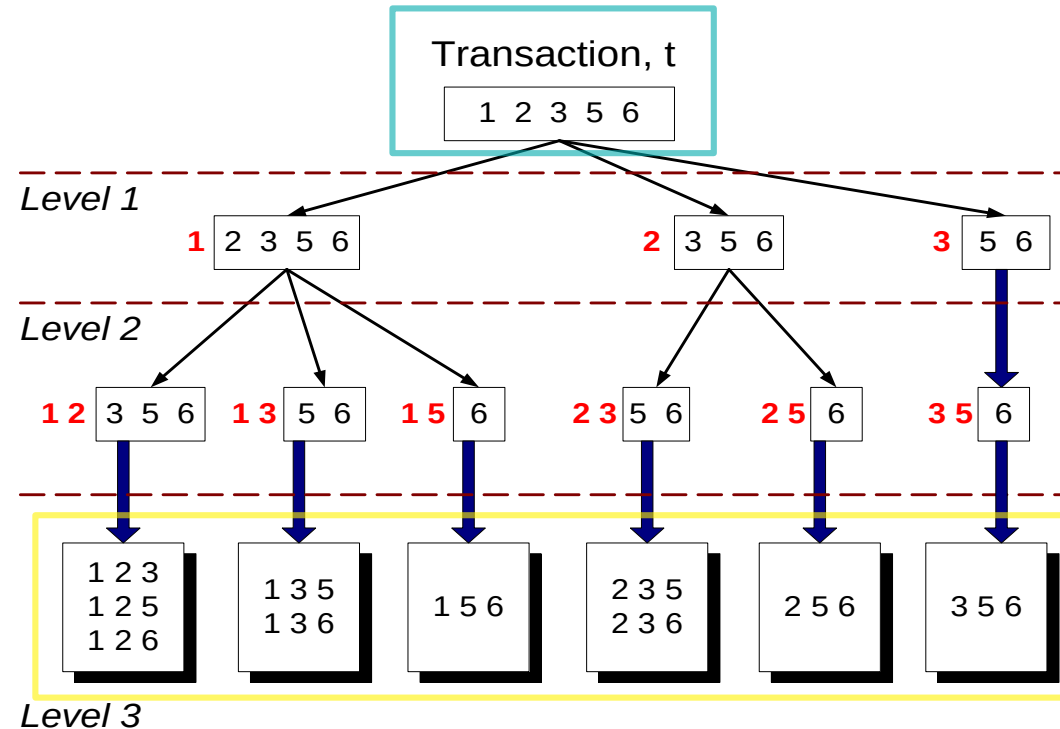 Transaction, t
1 2 3 5 6
Level 1
1 2 3 5 6
2 3 5 6
3 5 6
Level 2
1 2 3 5 6
1 3 5 6
1 5 6
2 3 5 6
2 5 6
3 5 6
1 2 3
1 2 5
1 2 6
1 3 5
1 3 6
1 5 6
2 3 5
2 3 6
2 5 6
3 5 6
Level 3